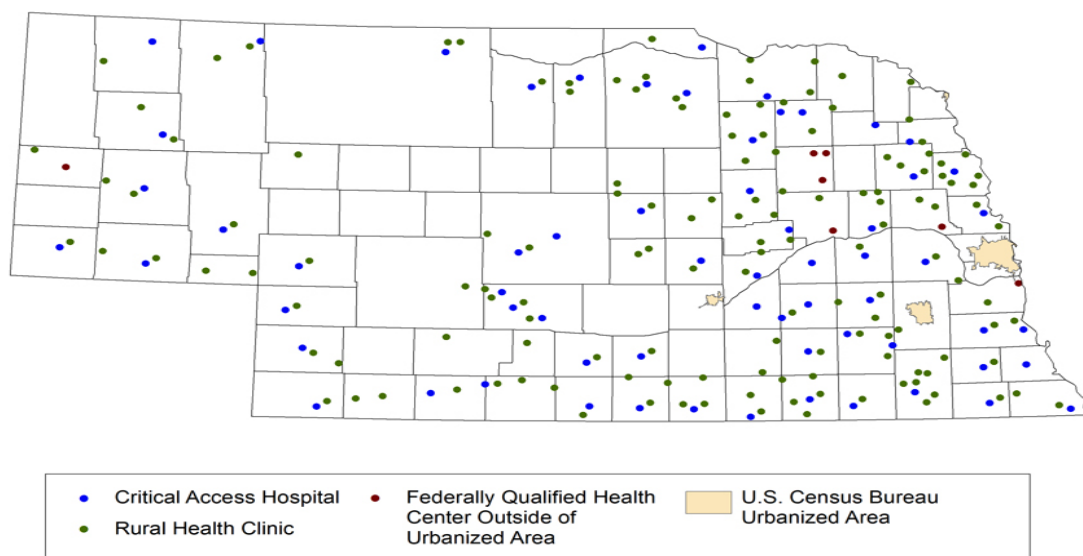 Critical Access Hospital
Rural Health Clinic
Federally Qualified Health
Center Outside of
Urbanized Area
U.S. Census Bureau
Urbanized Area